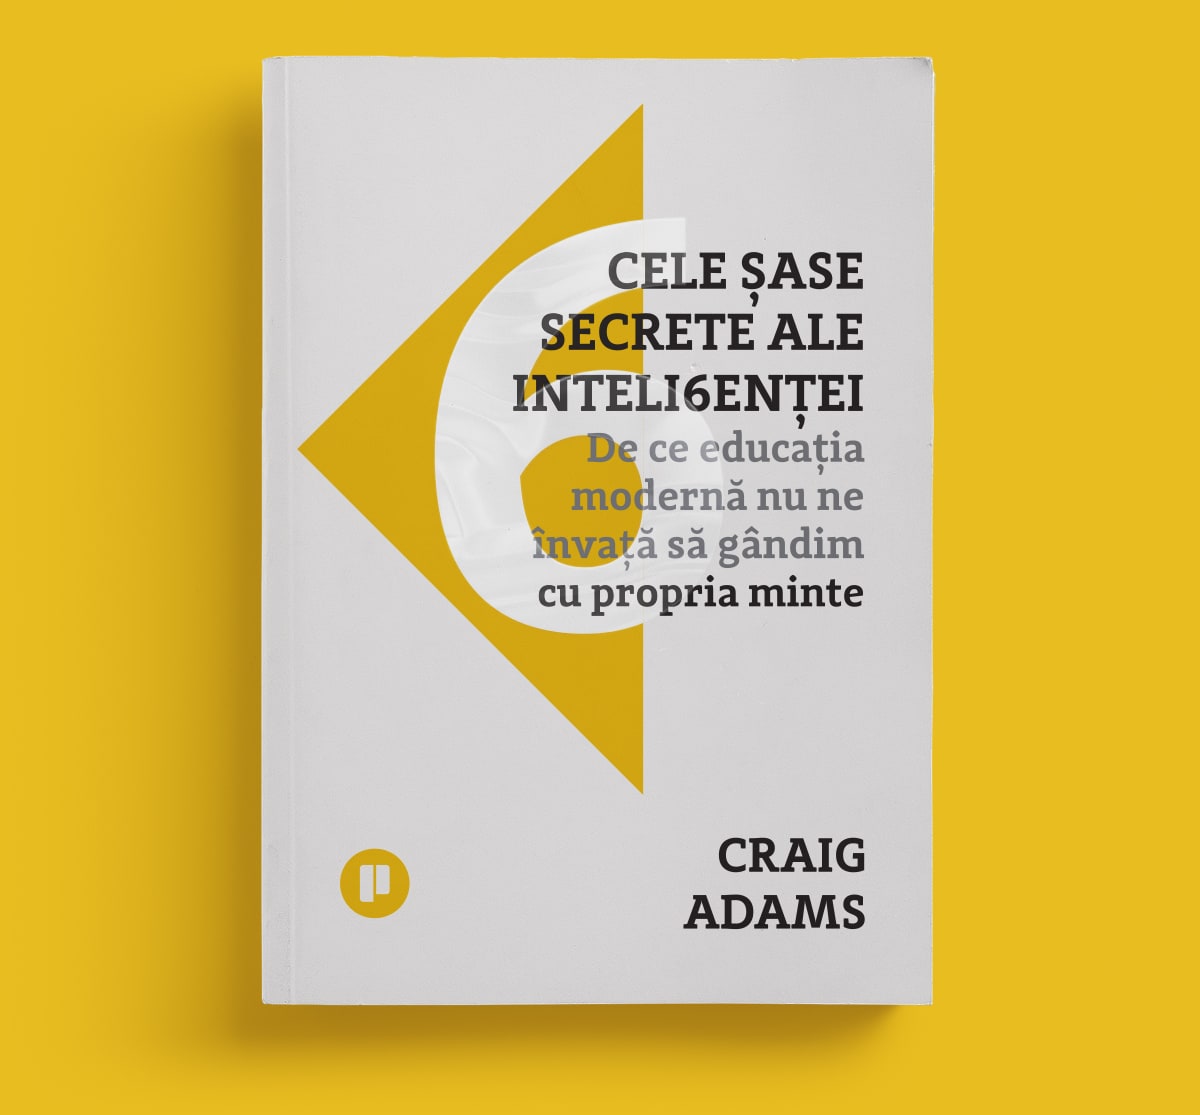 6
CELE ȘASE
SECRETE ALE
INTELI6ENȚEI
De ce educația
modernă nu ne
învață să gândim
cu propria minte
CRAIG
ADAMS
P